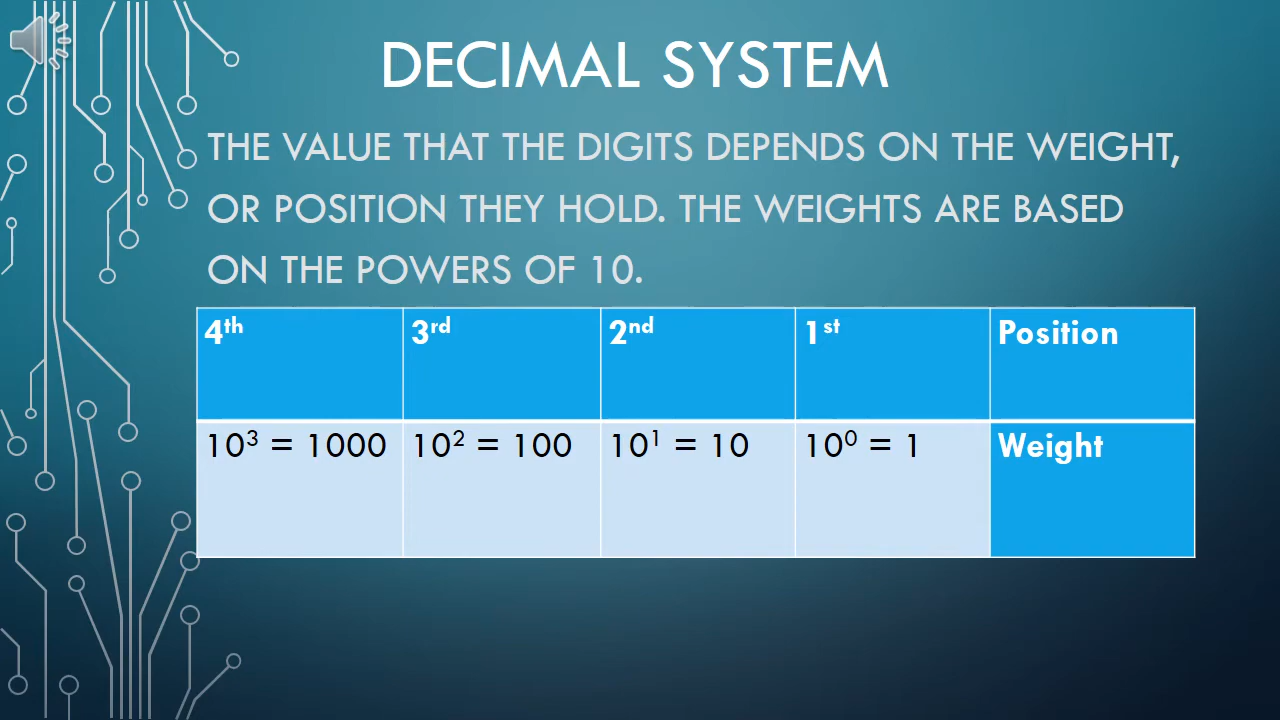 DECIMAL SYSTEM
THE VALUE THAT THE DIGITS DEPENDS ON THE WEIGHT,
OR POSITION THEY HOLD. THE WEIGHTS ARE BASED
ON THE POWERS OF 10.
4th 3rd 2nd 1st Position
10³ = 1000 10² = 100 10¹ = 10 10⁰ = 1 Weight